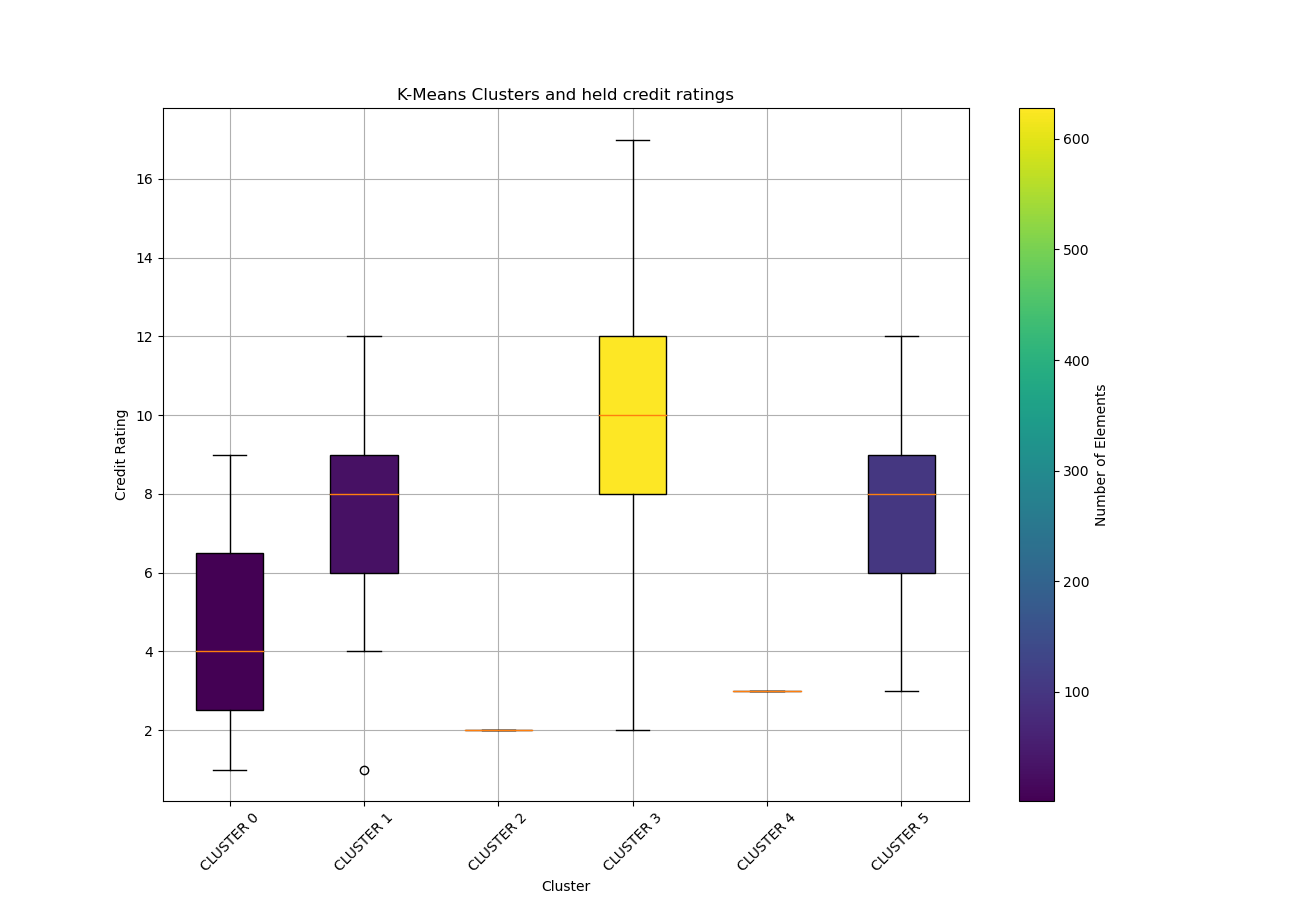 K-Means Clusters and held credit ratings
Credit Rating
16
14
12
10
8
6
4
2
CLUSTER 0
CLUSTER 1
CLUSTER 2
CLUSTER 3
CLUSTER 4
CLUSTER 5
Cluster
600
500
400
300
200
100
Number of Elements